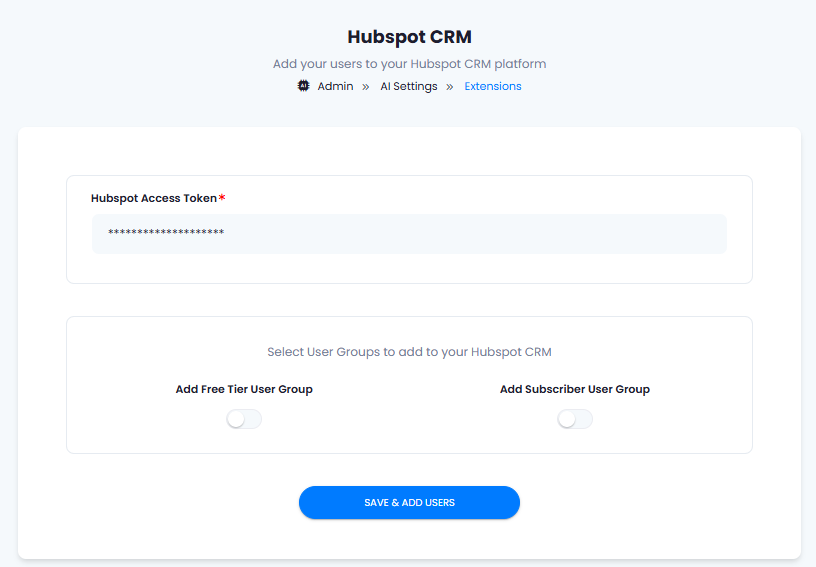 Hubspot CRM
Add your users to your Hubspot CRM platform
AI Admin » AI Settings » Extensions
Hubspot Access Token*
********************
Select User Groups to add to your Hubspot CRM
Add Free Tier User Group Add Subscriber User Group
SAVE & ADD USERS